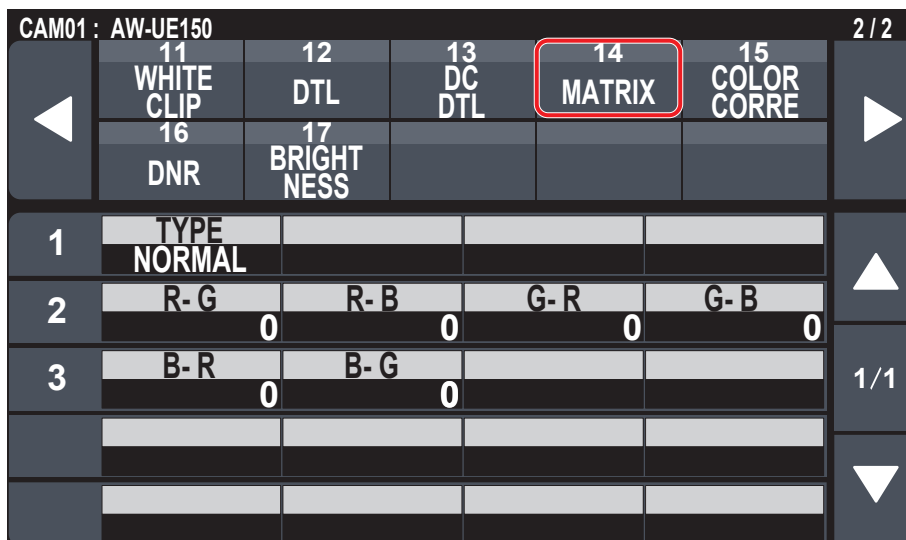 CAM01 : AW-UE150 2 / 2
11 12 13 14 15
WHITE CLIP DTL DC DTL MATRIX COLOR CORRE
16 17
DNR BRIGHT NESS
1 TYPE
NORMAL
2 R- G R- B G- R G- B
0 0 0 0
3 B- R B- G 1/1
0 0